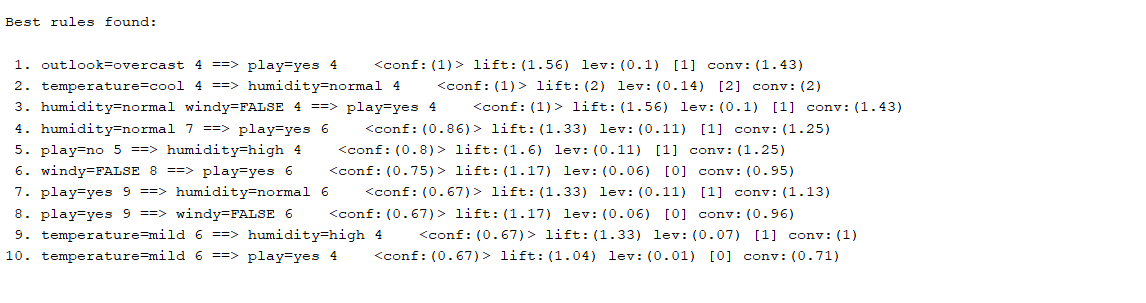 Best rules found:
1. outlook=overcast 4 ==> play=yes 4    <conf:(1)> lift:(1.56) lev:(0.1) [1] conv:(1.43)
2. temperature=cool 4 ==> humidity=normal 4    <conf:(1)> lift:(2) lev:(0.14) [2] conv:(2)
3. humidity=normal windy=FALSE 4 ==> play=yes 4    <conf:(1)> lift:(1.56) lev:(0.1) [1] conv:(1.43)
4. humidity=normal 7 ==> play=yes 6    <conf:(0.86)> lift:(1.33) lev:(0.11) [1] conv:(1.25)
5. play=no 5 ==> humidity=high 4    <conf:(0.8)> lift:(1.6) lev:(0.11) [1] conv:(1.25)
6. windy=FALSE 8 ==> play=yes 6    <conf:(0.75)> lift:(1.17) lev:(0.06) [0] conv:(0.95)
7. play=yes 9 ==> humidity=normal 6    <conf:(0.67)> lift:(1.33) lev:(0.11) [1] conv:(1.13)
8. play=yes 9 ==> windy=FALSE 6    <conf:(0.67)> lift:(1.17) lev:(0.06) [0] conv:(0.96)
9. temperature=mild 6 ==> humidity=high 4    <conf:(0.67)> lift:(1.33) lev:(0.07) [1] conv:(1)
10. temperature=mild 6 ==> play=yes 4    <conf:(0.67)> lift:(1.04) lev:(0.01) [0] conv:(0.71)